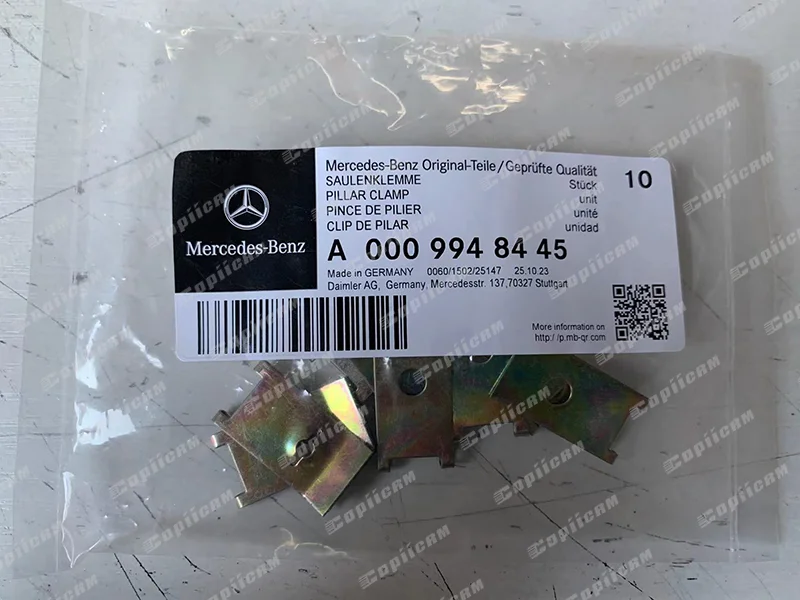 Mercedes-Benz Original-Teile/Geprüfte Qualität
SAULENKLEMME Stück 10
PILLAR CLAMP unit
PINCE DE PILIER unité
CLIP DE PILAR unidad
Mercedes-Benz
A 000 994 84 45
Made in GERMANY 0060/1502/25147 25.10.23
Daimler AG, Germany, Mercedesstr. 137,70327 Stuttgart
More information on
http://p.mb-qr.com
CopiiCAM